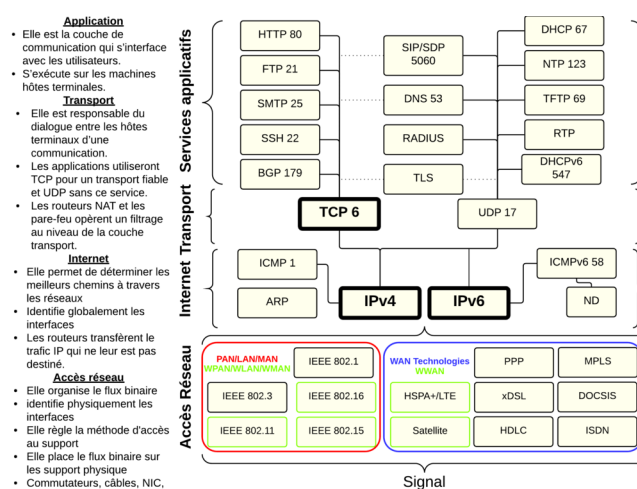 Application
• Elle est la couche de
communication qui s'interface
avec les utilisateurs.
• S'exécute sur les machines
hôtes terminales.
Transport
• Elle est responsable du
dialogue entre les hôtes
terminaux d'une
communication.
• Les applications utiliseront
TCP pour un transport fiable
et UDP sans ce service.
• Les routeurs NAT et les
pare-feu opèrent un filtrage
au niveau de la couche
transport.
Internet
• Elle permet de déterminer les
meilleurs chemins à travers
les réseaux
• Identifie globalement les
interfaces
• Les routeurs transfèrent le
trafic IP qui ne leur est pas
destiné.
Accès réseau
• Elle organise le flux binaire
• identifie physiquement les
interfaces
• Elle règle la méthode d'accès
au support
• Elle place le flux binaire sur
les support physique
• Commutateurs, câbles, NIC,
Services applicatifs
HTTP 80
FTP 21
SMTP 25
SSH 22
BGP 179
SIP/SDP
5060
DNS 53
RADIUS
TLS
DHCP 67
NTP 123
TFTP 69
RTP
DHCPv6
547
Transport
TCP 6
UDP 17
Internet
ICMP 1
ARP
IPv4
IPv6
ICMPv6 58
ND
Accès Réseau
PAN/LAN/MAN
WPAN/WLAN/WMAN
IEEE 802.1
IEEE 802.3
IEEE 802.16
IEEE 802.11
IEEE 802.15
WAN Technologies
WWAN
PPP
MPLS
HSPA+/LTE
xDSL
DOCSIS
Satellite
HDLC
ISDN
Signal